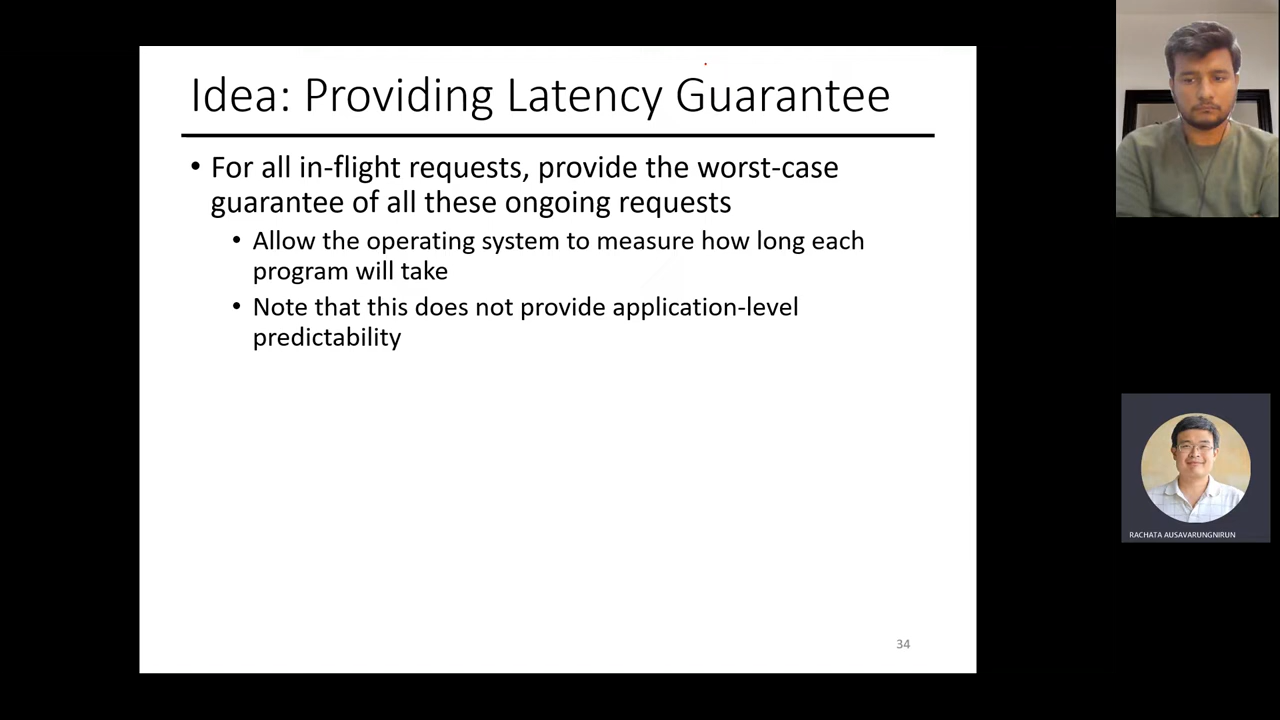 Idea: Providing Latency Guarantee
• For all in-flight requests, provide the worst-case
guarantee of all these ongoing requests
• Allow the operating system to measure how long each
program will take
• Note that this does not provide application-level
predictability
34
RACHATA AUSAVARUNGNIRUN